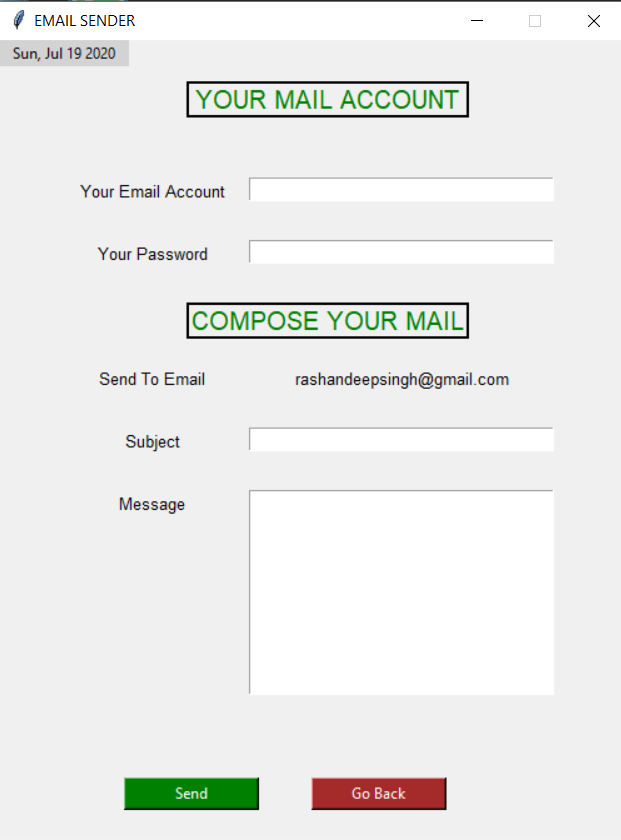 EMAIL SENDER
Sun, Jul 19 2020
YOUR MAIL ACCOUNT
Your Email Account
Your Password
COMPOSE YOUR MAIL
Send To Email rashandeepsingh@gmail.com
Subject
Message
Send Go Back